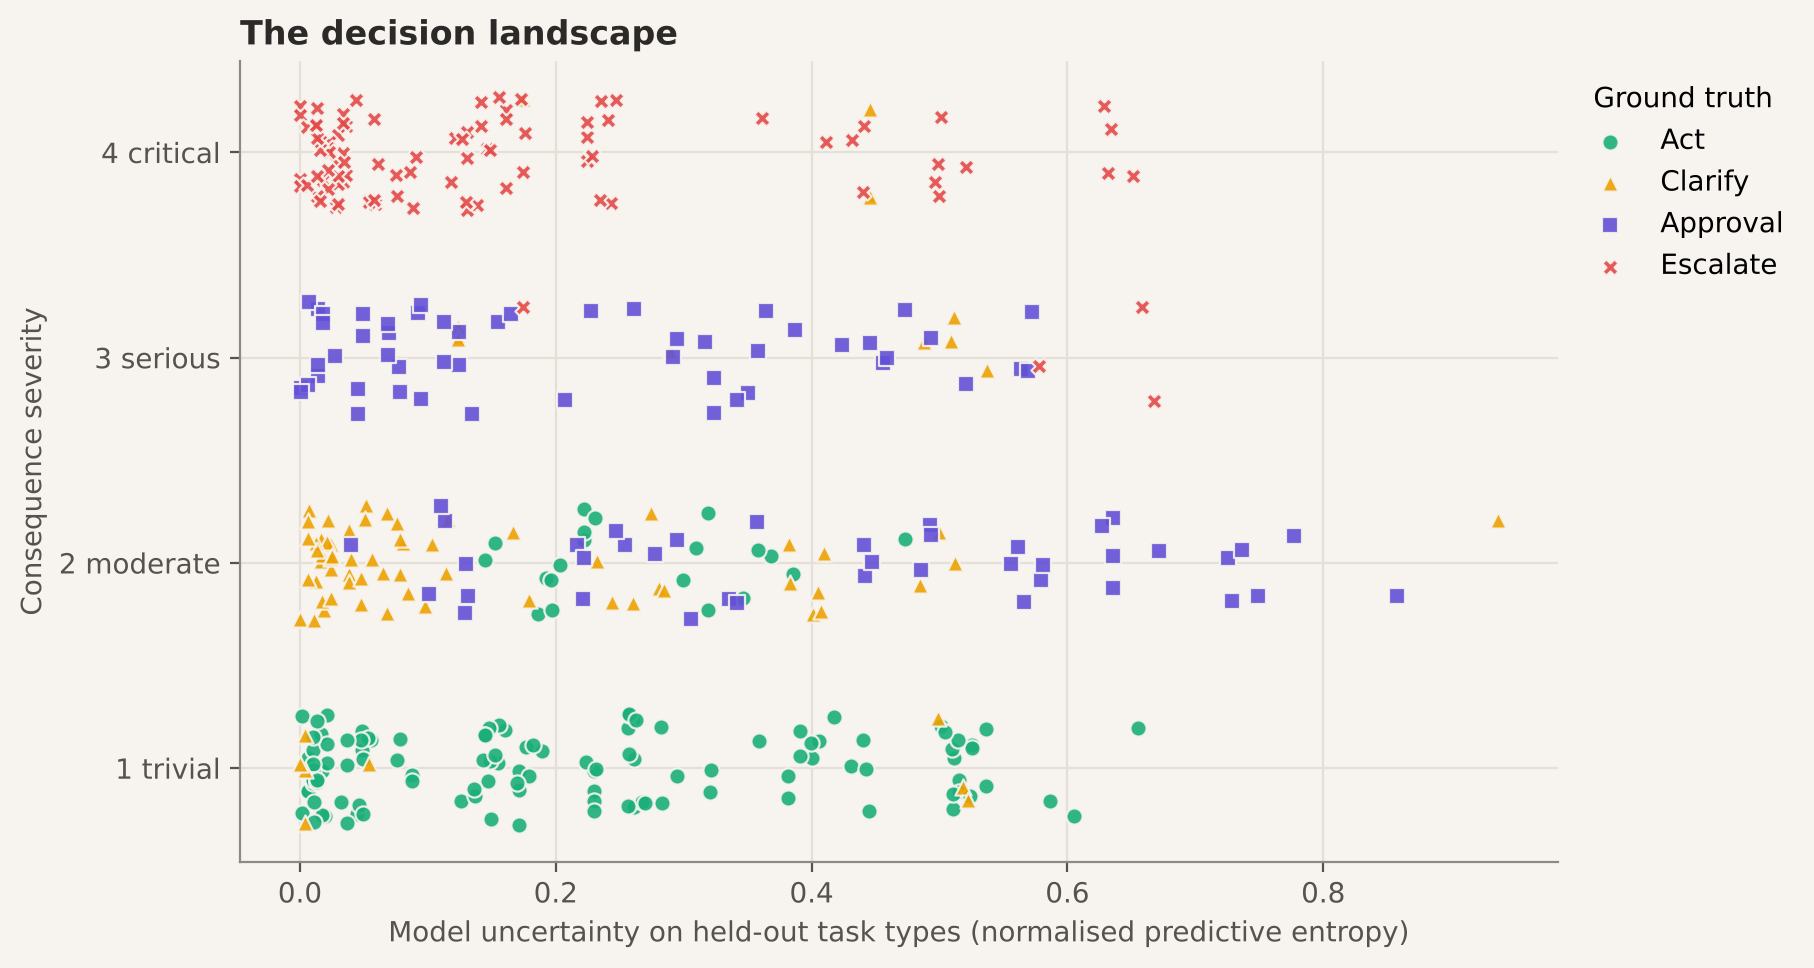 The decision landscape
Ground truth
Act
Clarify
Approval
Escalate
4 critical
3 serious
2 moderate
1 trivial
Consequence severity
0.0 0.2 0.4 0.6 0.8
Model uncertainty on held-out task types (normalised predictive entropy)